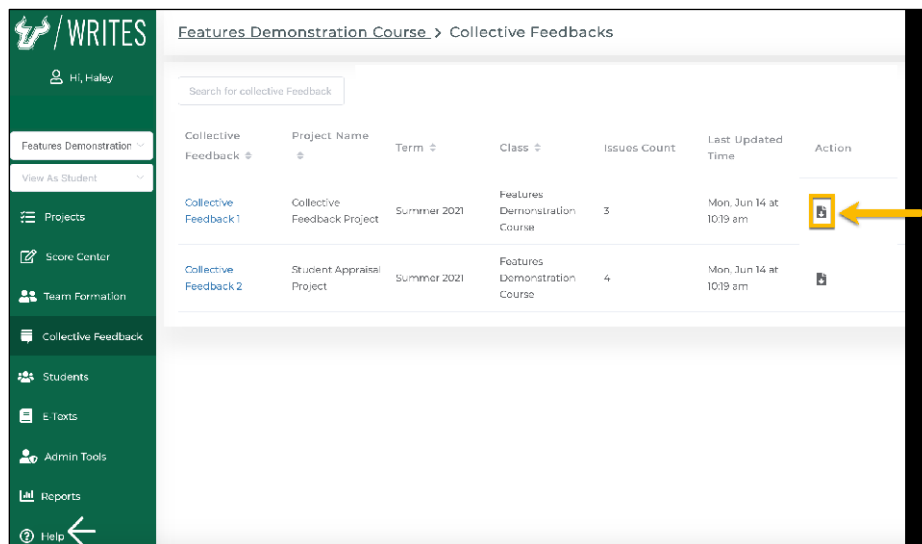 / WRITES
Hi, Haley
Features Demonstration
View As Student
Projects
Score Center
Team Formation
Collective Feedback
Students
E-Texts
Admin Tools
Reports
Help
Features Demonstration Course > Collective Feedbacks
Search for collective Feedback
Collective
Feedback
Project Name
Term
Class
Issues Count
Last Updated
Time
Action
Collective
Feedback 1
Collective
Feedback Project
Summer 2021
Features
Demonstration
Course
3
Mon, Jun 14 at
10:19 am
Collective
Feedback 2
Student Appraisal
Project
Summer 2021
Features
Demonstration
Course
4
Mon, Jun 14 at
10:19 am